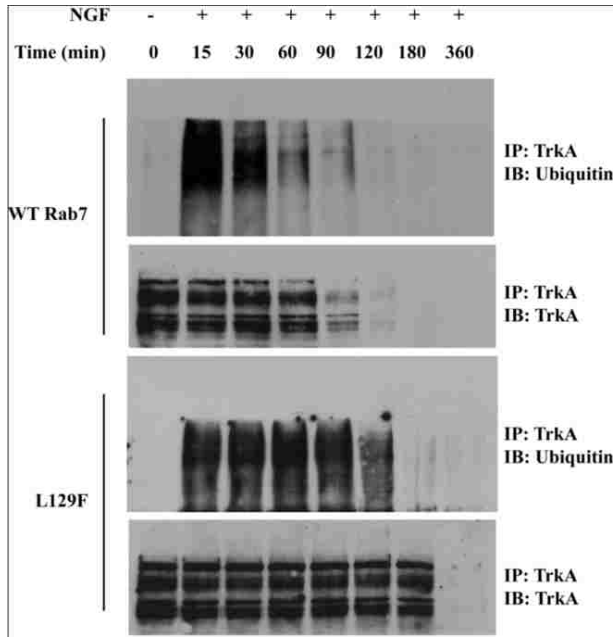 NGF - + + + + + + +
Time (min) 0 15 30 60 90 120 180 360
IP: TrkA
IB: Ubiquitin
WT Rab7
IP: TrkA
IB: TrkA
IP: TrkA
IB: Ubiquitin
L129F
IP: TrkA
IB: TrkA